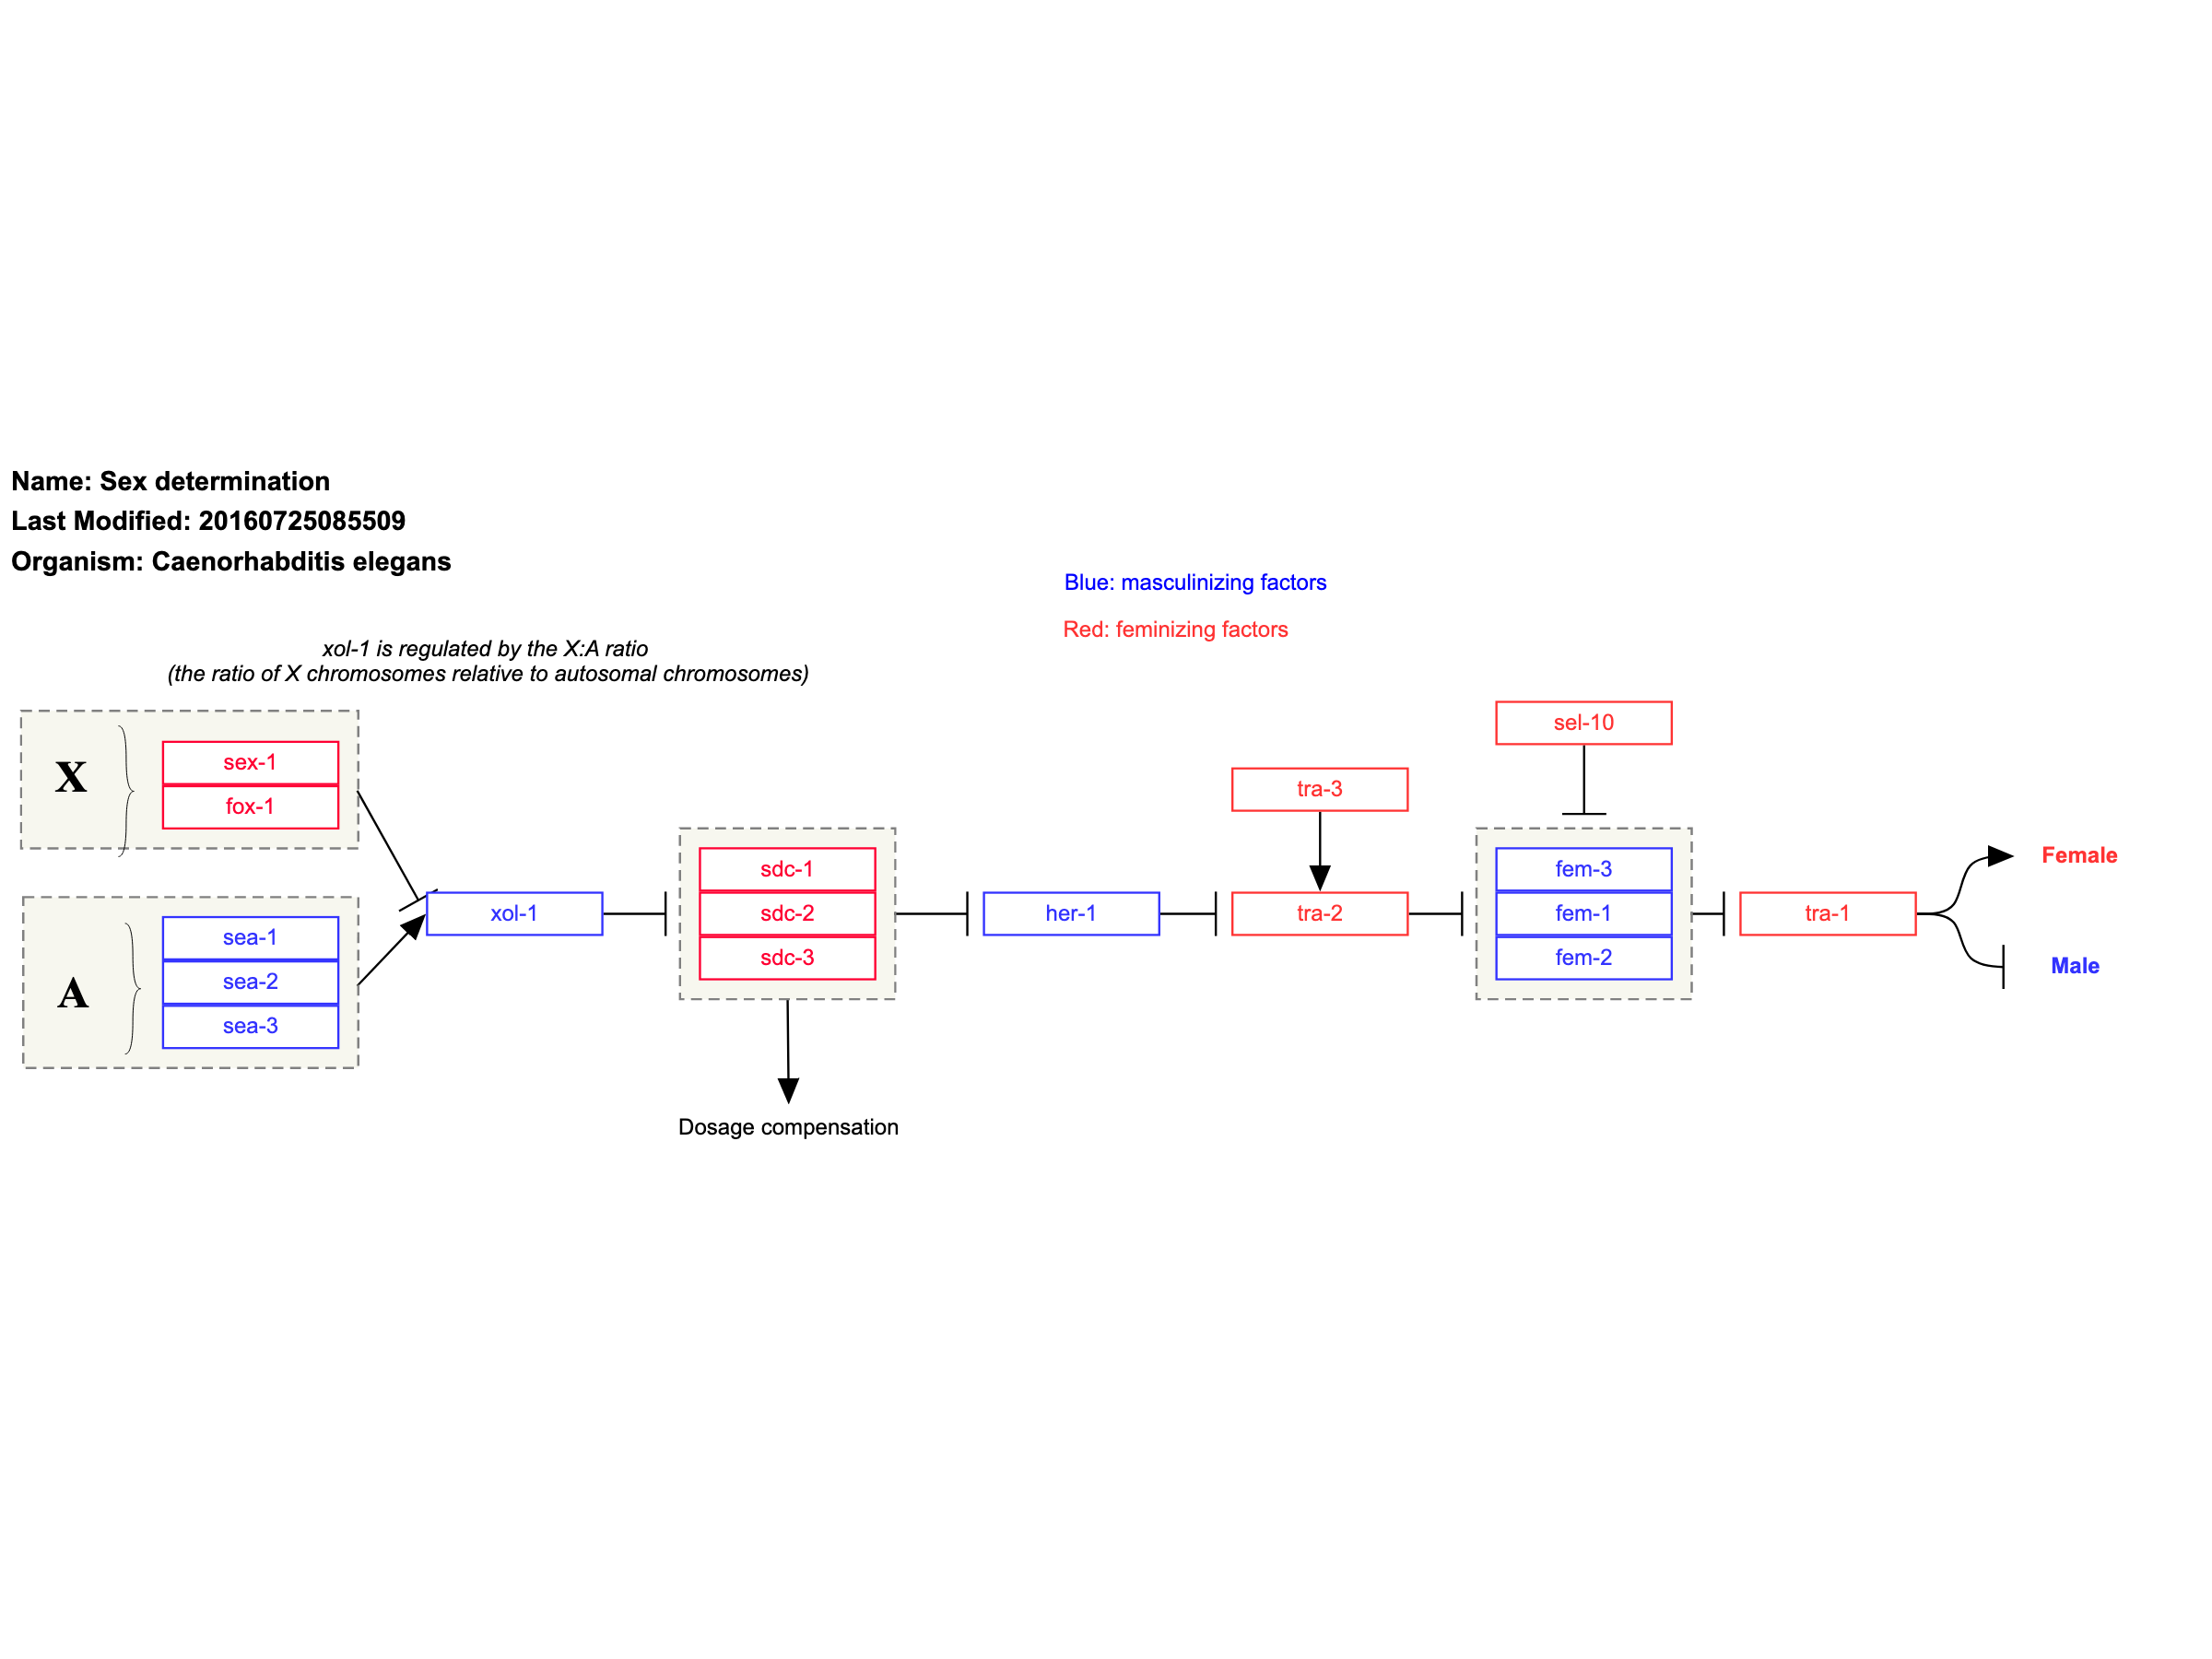 Name: Sex determination
Last Modified: 20160725085509
Organism: Caenorhabditis elegans
Blue: masculinizing factors
Red: feminizing factors
xol-1 is regulated by the X:A ratio
(the ratio of X chromosomes relative to autosomal chromosomes)
X
sex-1
fox-1
A
sea-1
sea-2
sea-3
xol-1
sdc-1
sdc-2
sdc-3
Dosage compensation
her-1
tra-3
tra-2
sel-10
fem-3
fem-1
fem-2
tra-1
Female
Male